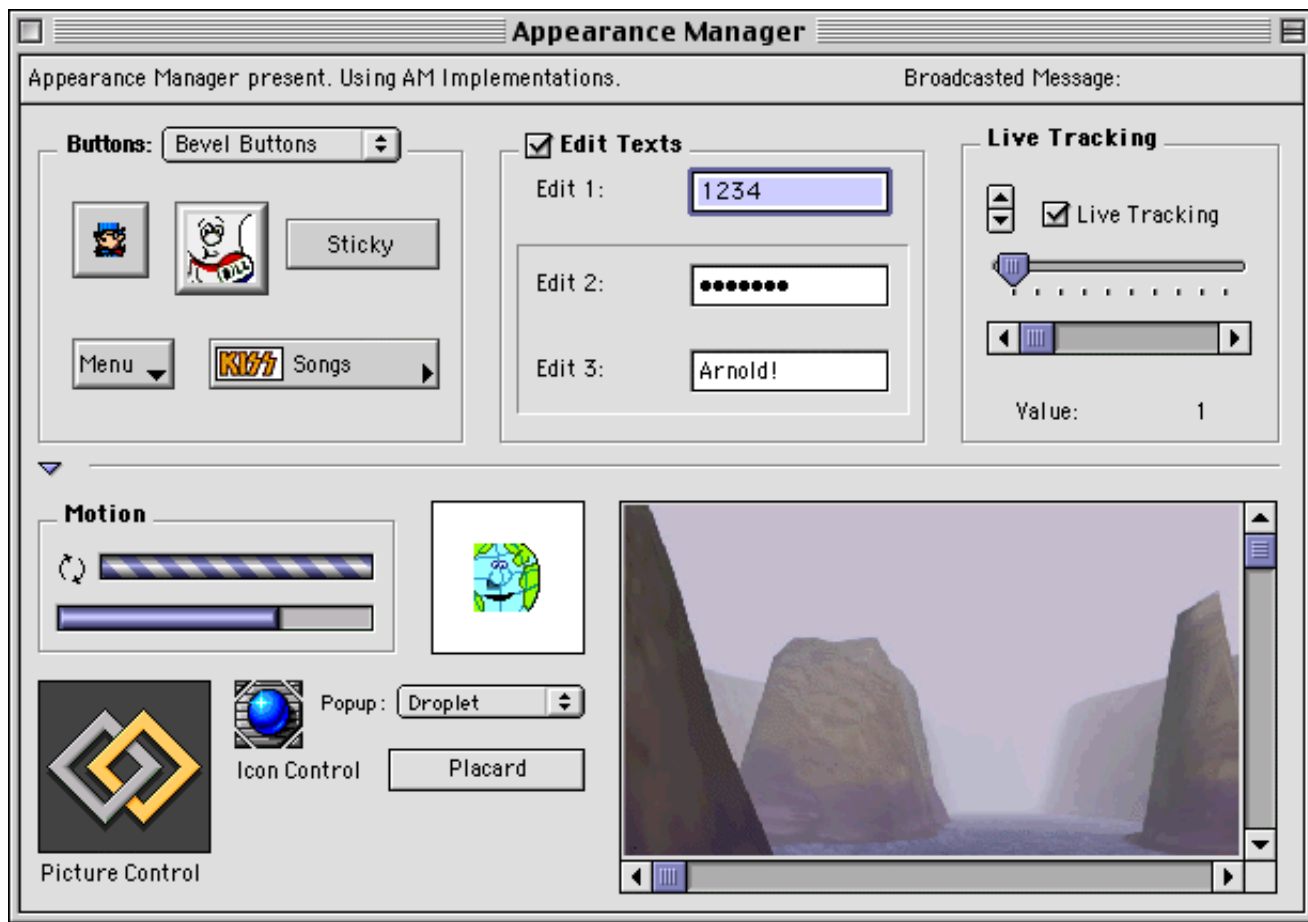 Appearance Manager
Appearance Manager present. Using AM Implementations.
Broadcasted Message:
Buttons: Bevel Buttons
Sticky
BILL
Menu
KISS Songs
Edit Texts
Edit 1: 1234
Edit 2: •••••••
Edit 3: Arnold!
Live Tracking
Live Tracking
Value: 1
Motion
Popup: Droplet
Icon Control
Placard
Picture Control